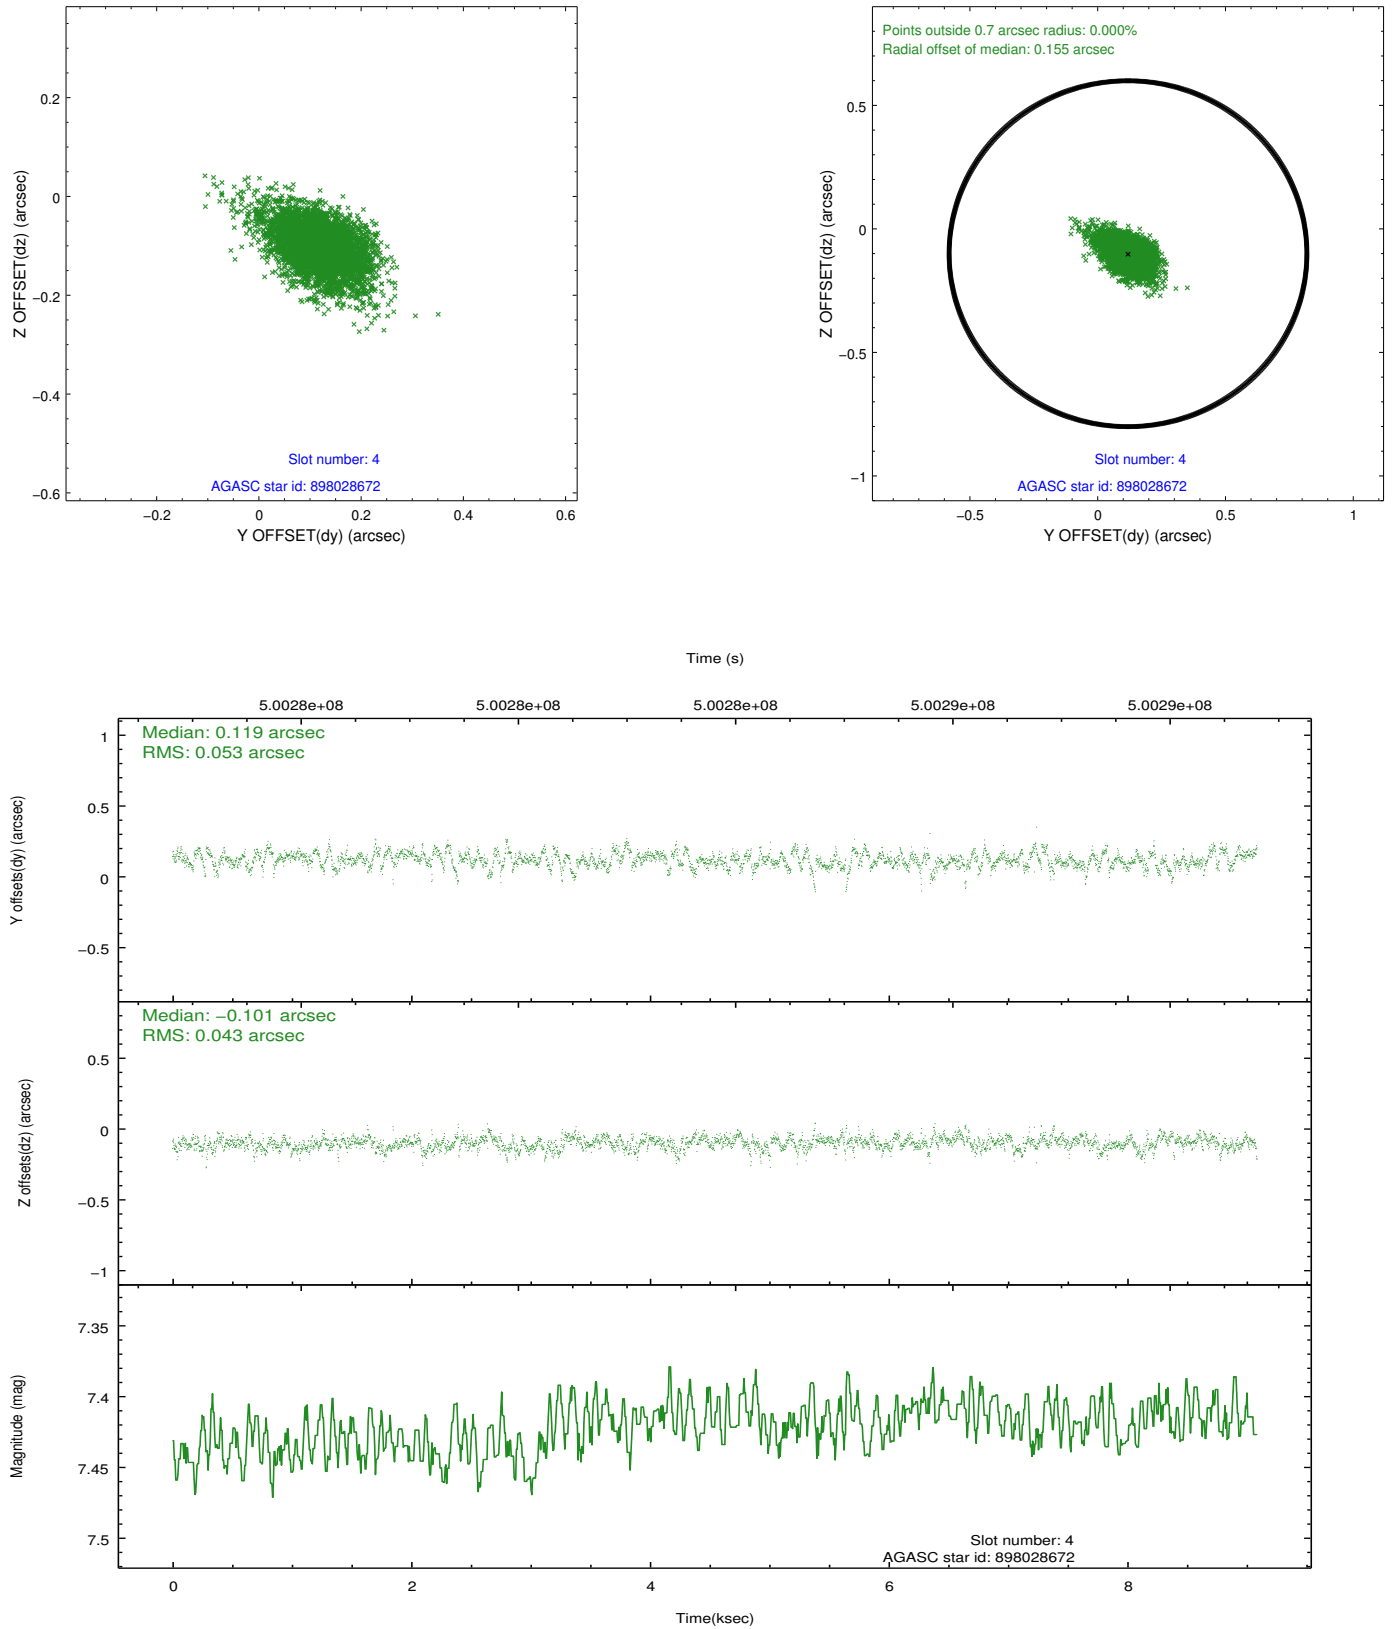 0.2
0
−0.2
−0.4
−0.6
Z OFFSET(dz) (arcsec)
Slot number: 4
AGASC star id: 898028672
−0.2 0 0.2 0.4 0.6
Y OFFSET(dy) (arcsec)
Points outside 0.7 arcsec radius: 0.000%
Radial offset of median: 0.155 arcsec
0.5
0
−0.5
−1
Z OFFSET(dz) (arcsec)
Slot number: 4
AGASC star id: 898028672
−0.5 0 0.5 1
Y OFFSET(dy) (arcsec)
Time (s)
5.0028e+08 5.0028e+08 5.0028e+08 5.0029e+08 5.0029e+08
Median: 0.119 arcsec
RMS: 0.053 arcsec
1
0.5
0
−0.5
Y offsets(dy) (arcsec)
Median: −0.101 arcsec
RMS: 0.043 arcsec
0.5
0
−0.5
−1
Z offsets(dz) (arcsec)
7.35
7.4
7.45
7.5
Magnitude (mag)
Slot number: 4
AGASC star id: 898028672
0 2 4 6 8
Time(ksec)